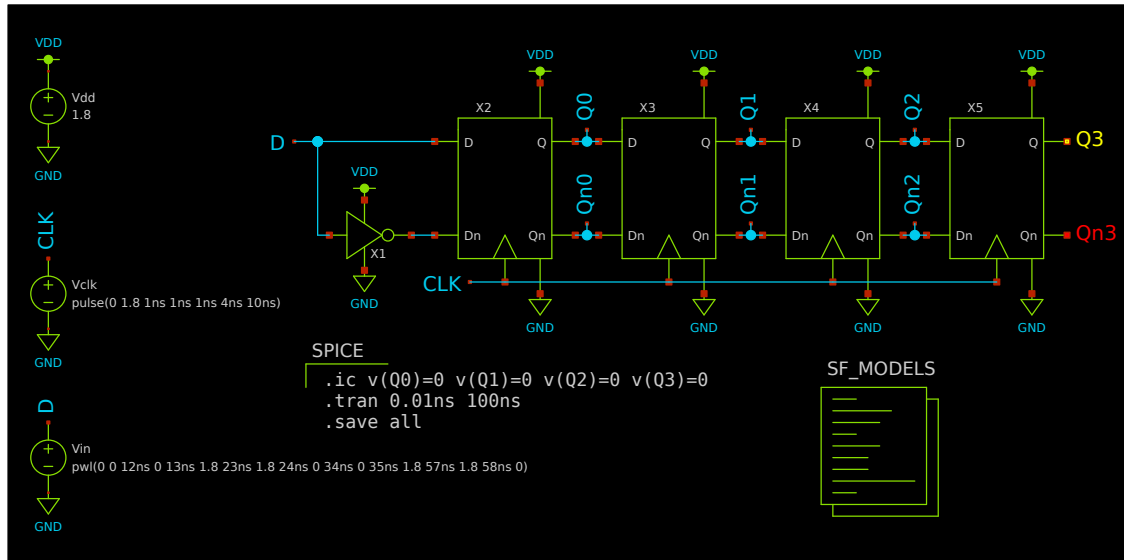 VDD
Vdd
1.8
GND
CLK
Vclk
pulse(0 1.8 1ns 1ns 1ns 4ns 10ns)
GND
D
Vin
pwl(0 0 12ns 0 13ns 1.8 23ns 1.8 24ns 0 34ns 0 35ns 1.8 57ns 1.8 58ns 0)
GND
D
VDD
X1
GND
CLK
VDD
X2
D
Q
Dn
Qn
GND
Q0
Qn0
VDD
X3
D
Q
Dn
Qn
GND
Q1
Qn1
VDD
X4
D
Q
Dn
Qn
GND
Q2
Qn2
VDD
X5
D
Q
Dn
Qn
GND
Q3
Qn3
SPICE
.ic v(Q0)=0 v(Q1)=0 v(Q2)=0 v(Q3)=0
.tran 0.01ns 100ns
.save all
SF_MODELS